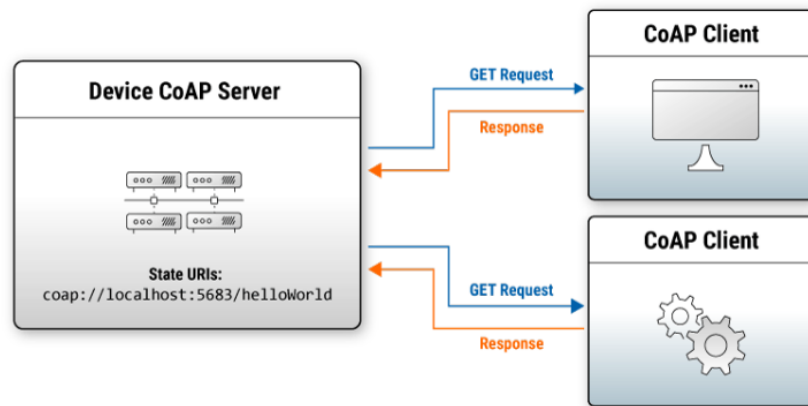 Device CoAP Server
State URIs:
coap://localhost:5683/helloWorld
GET Request
Response
GET Request
Response
CoAP Client
CoAP Client